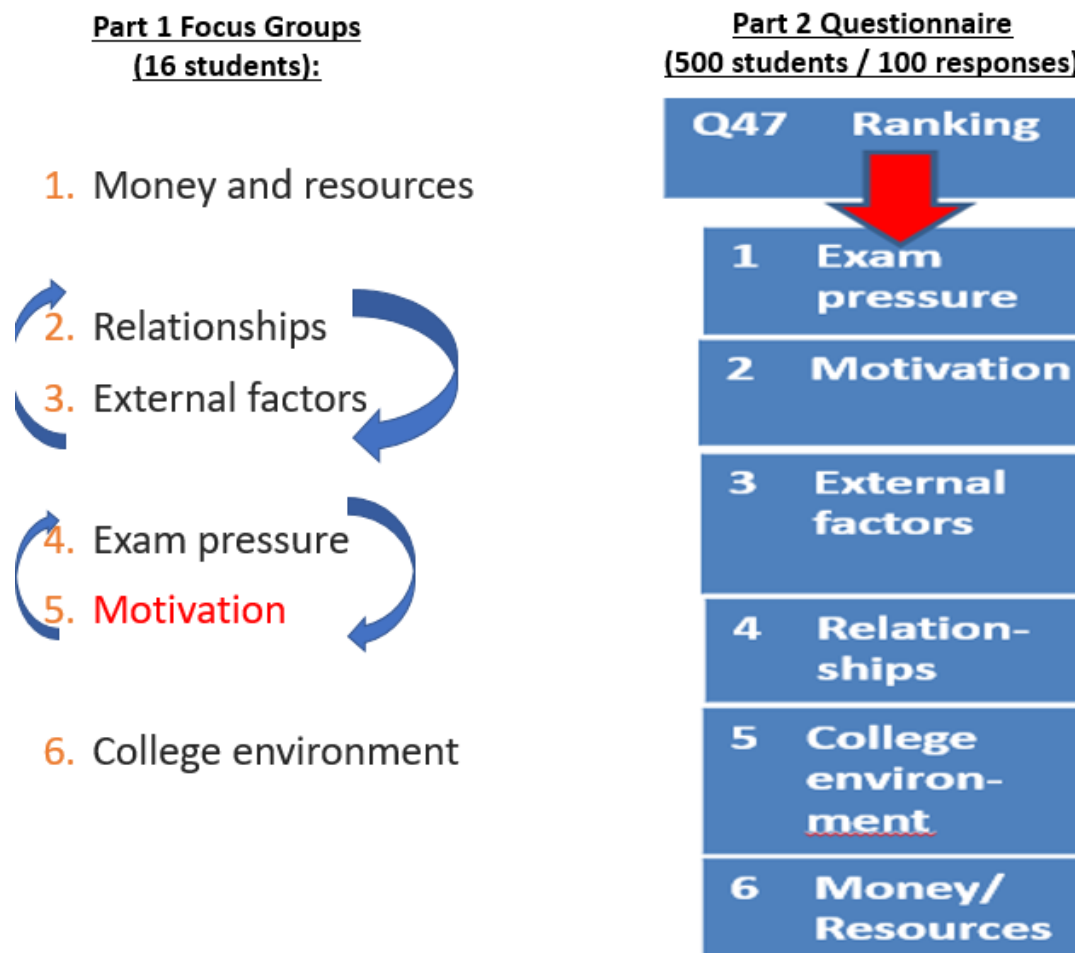 Part 1 Focus Groups
(16 students):
1. Money and resources
2. Relationships
3. External factors
4. Exam pressure
5. Motivation
6. College environment
Part 2 Questionnaire
(500 students / 100 responses)
Q47 Ranking
1 Exam
pressure
2 Motivation
3 External
factors
4 Relation-
ships
5 College
environ-
ment
6 Money/
Resources